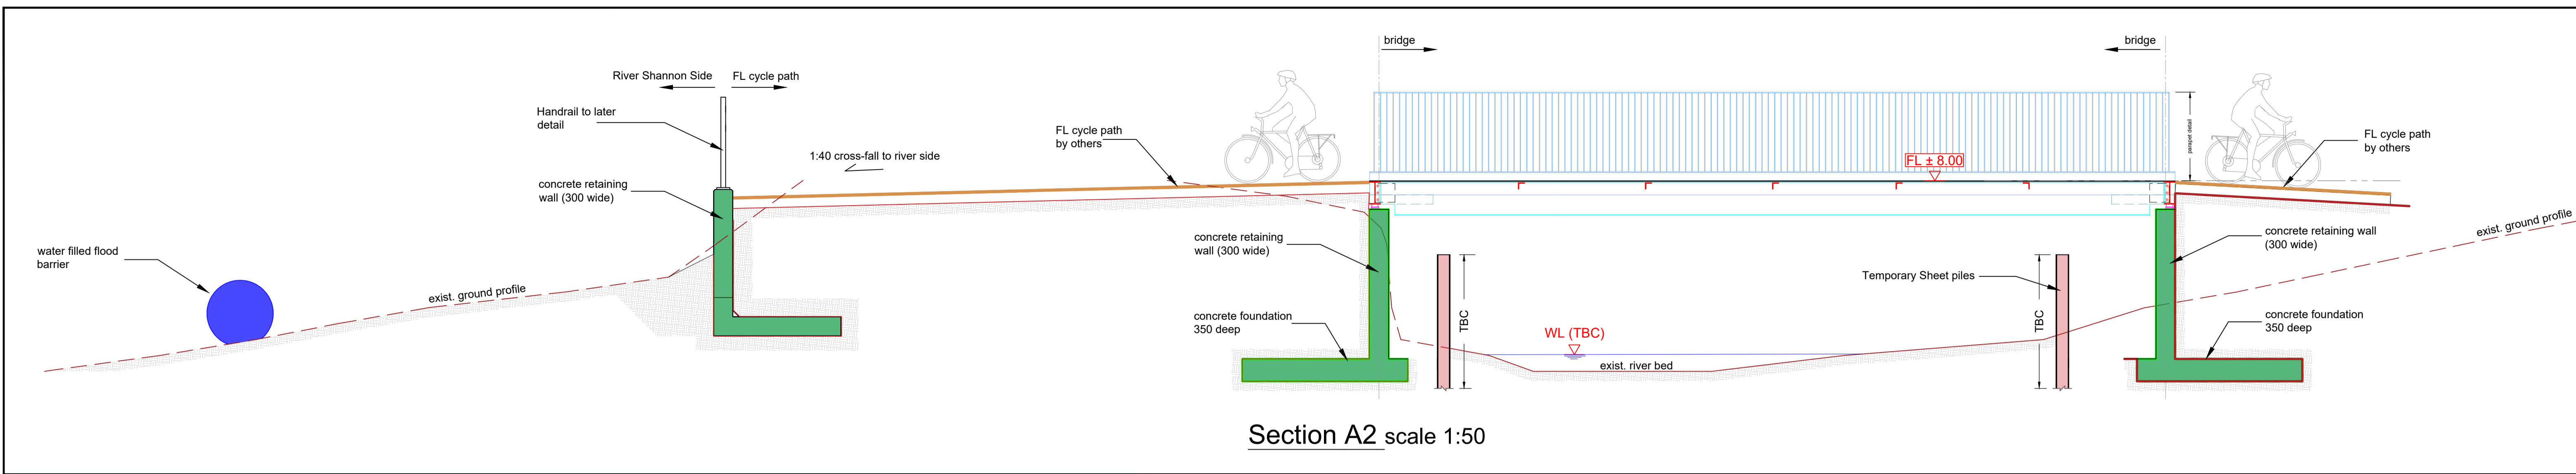 bridge
bridge
River Shannon Side
FL cycle path
Handrail to later
detail
FL cycle path
by others
1:40 cross-fall to river side
concrete retaining
wall (300 wide)
FL ± 8.00
parapet detail
FL cycle path
by others
water filled flood
barrier
exist. ground profile
concrete retaining
wall (300 wide)
concrete foundation
350 deep
TBC
WL (TBC)
exist. river bed
Temporary Sheet piles
TBC
exist. ground profile
concrete retaining wall
(300 wide)
concrete foundation
350 deep
Section A2 scale 1:50